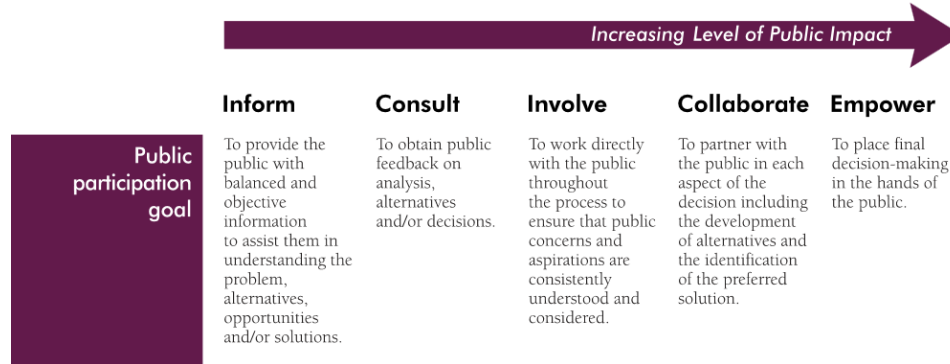 Increasing Level of Public Impact
Inform
Consult
Involve
Collaborate
Empower
Public
participation
goal
To provide the
public with
balanced and
objective
information
to assist them in
understanding the
problem,
alternatives,
opportunities
and/or solutions.
To obtain public
feedback on
analysis,
alternatives
and/or decisions.
To work directly
with the public
throughout
the process to
ensure that public
concerns and
aspirations are
consistently
understood and
considered.
To partner with
the public in each
aspect of the
decision including
the development
of alternatives and
the identification
of the preferred
solution.
To place final
decision-making
in the hands of
the public.